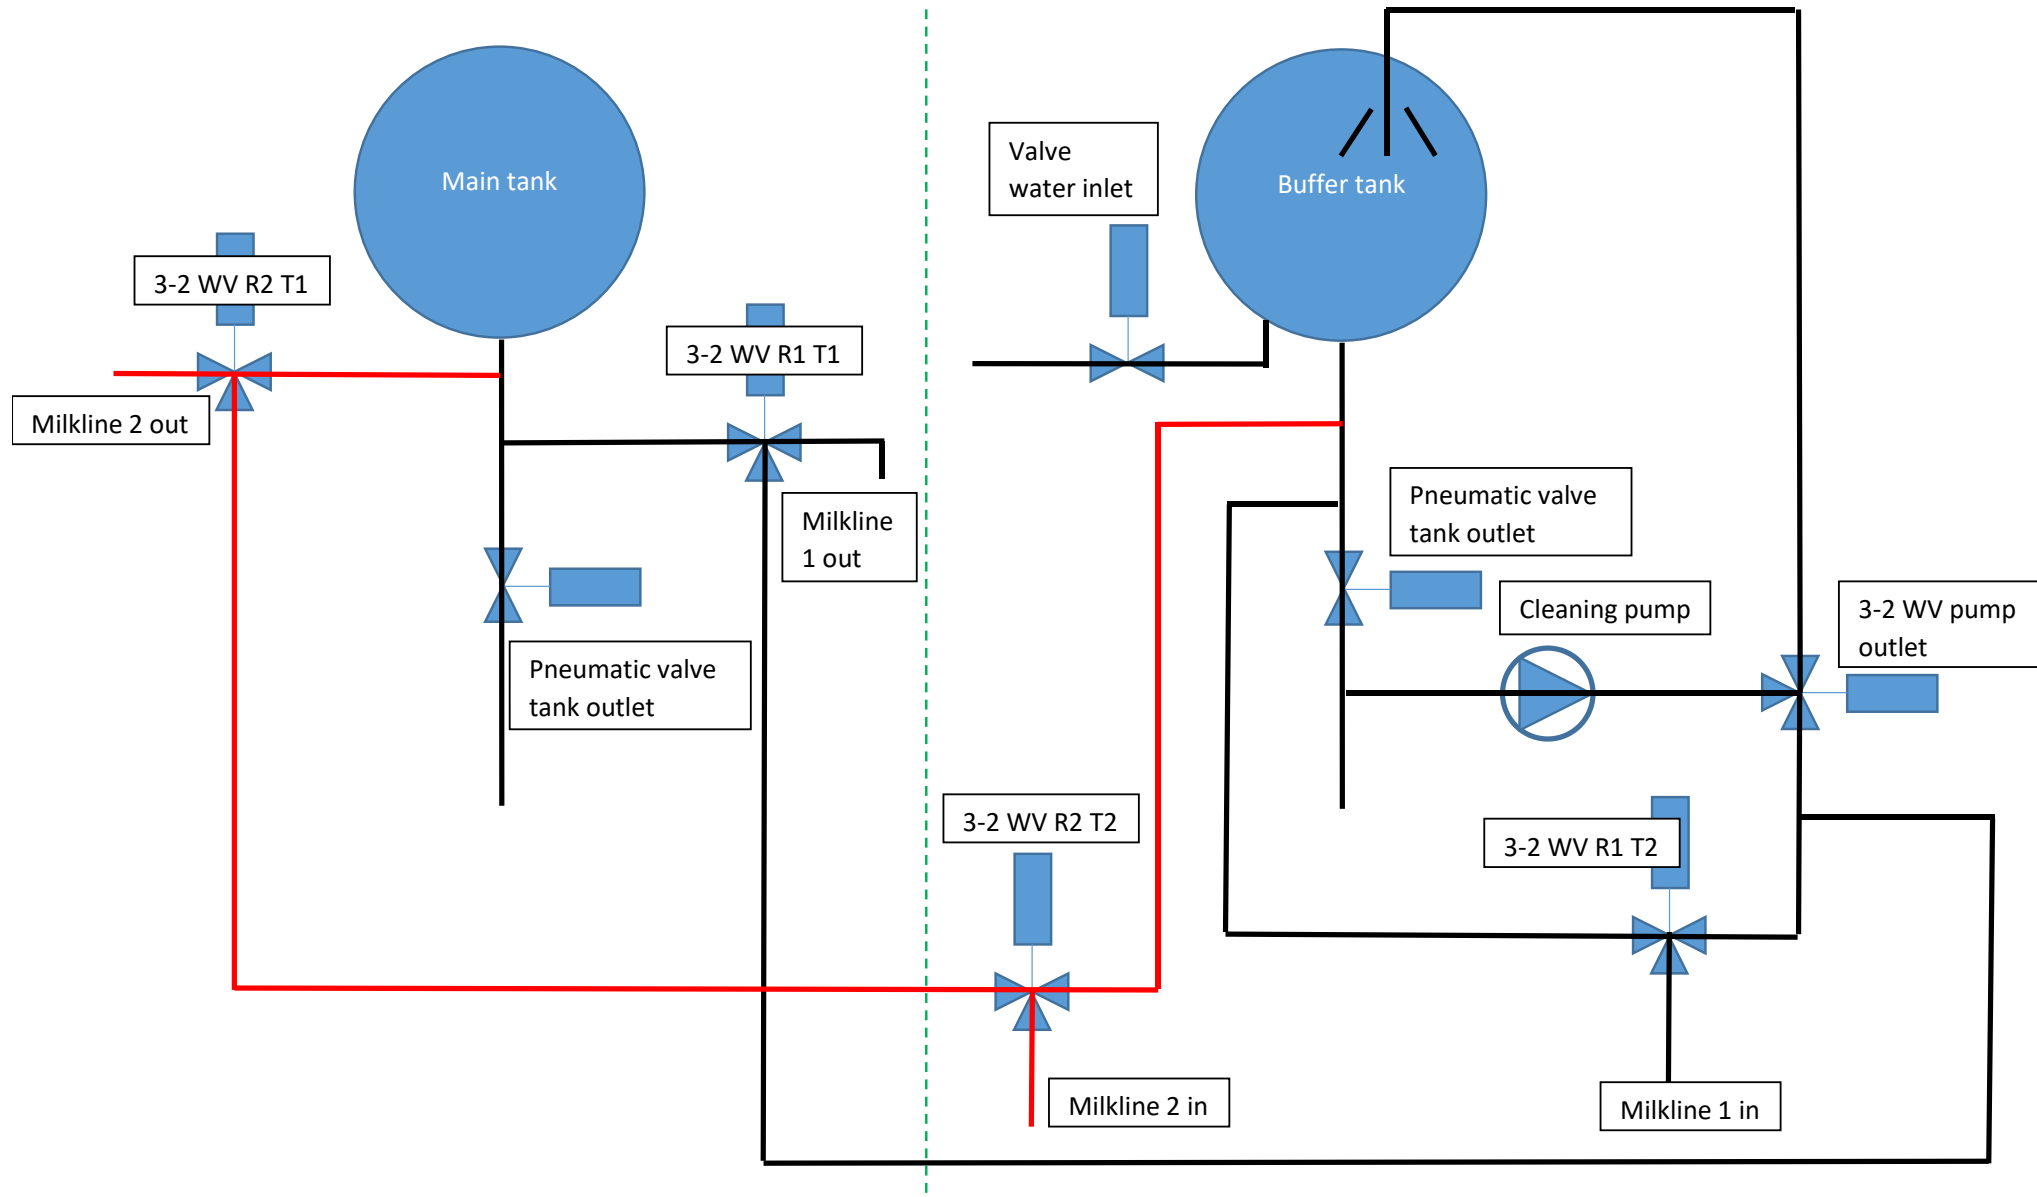 Main tank
3-2 WV R2 T1
Milkline 2 out
3-2 WV R1 T1
Milkline
1 out
Pneumatic valve
tank outlet
Valve
water inlet
Buffer tank
Pneumatic valve
tank outlet
Cleaning pump
3-2 WV pump
outlet
3-2 WV R2 T2
3-2 WV R1 T2
Milkline 2 in
Milkline 1 in